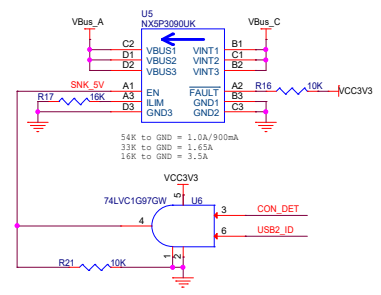 U5
VBus_A NX5P3090UK VBus_C
C2 VBUS1 VINT1 B1
D1 VBUS2 VINT2 C1
D2 VBUS3 VINT3 B2
SNK_5V A1 EN FAULT A2 R16 10K VCC3V3
R17 16K A3 ILIM GND1 B3
D3 GND3 GND2 C3
54K to GND = 1.0A/900mA
33K to GND = 1.65A
16K to GND = 3.5A
VCC3V3
74LVC1G97GW U6
5
4 3 CON_DET
6 USB2_ID
1 2
R21 10K